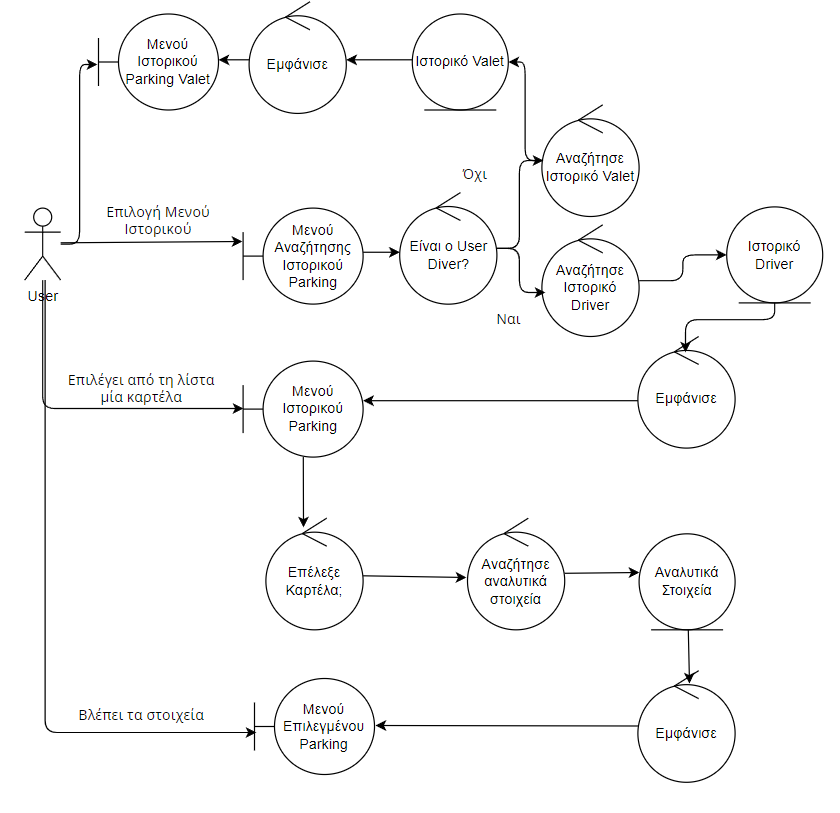 Μενού
Ιστορικού
Parking Valet
Εμφάνισε
Ιστορικό Valet
Αναζήτησε
Ιστορικό Valet
Όχι
Επιλογή Μενού
Ιστορικού
User
Μενού
Αναζήτησης
Ιστορικού
Parking
Είναι ο User
Diver?
Αναζήτησε
Ιστορικό
Driver
Ναι
Ιστορικό
Driver
Επιλέγει από τη λίστα
μία καρτέλα
Μενού
Ιστορικού
Parking
Εμφάνισε
Επέλεξε
Καρτέλα;
Αναζήτησε
αναλυτικά
στοιχεία
Αναλυτικά
Στοιχεία
Βλέπει τα στοιχεία
Μενού
Επιλεγμένου
Parking
Εμφάνισε